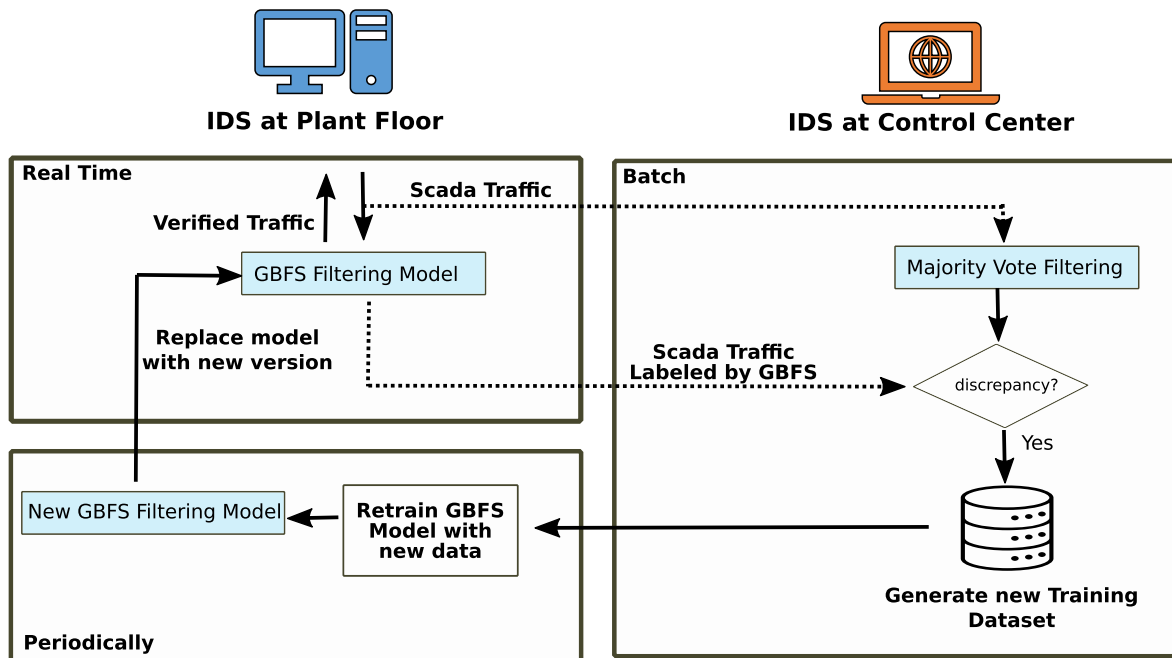 IDS at Plant Floor
IDS at Control Center
Real Time
Scada Traffic
Verified Traffic
GBFS Filtering Model
Replace model
with new version
Batch
Majority Vote Filtering
Scada Traffic
Labeled by GBFS
discrepancy?
Yes
New GBFS Filtering Model
Retrain GBFS
Model with
new data
Generate new Training
Dataset
Periodically